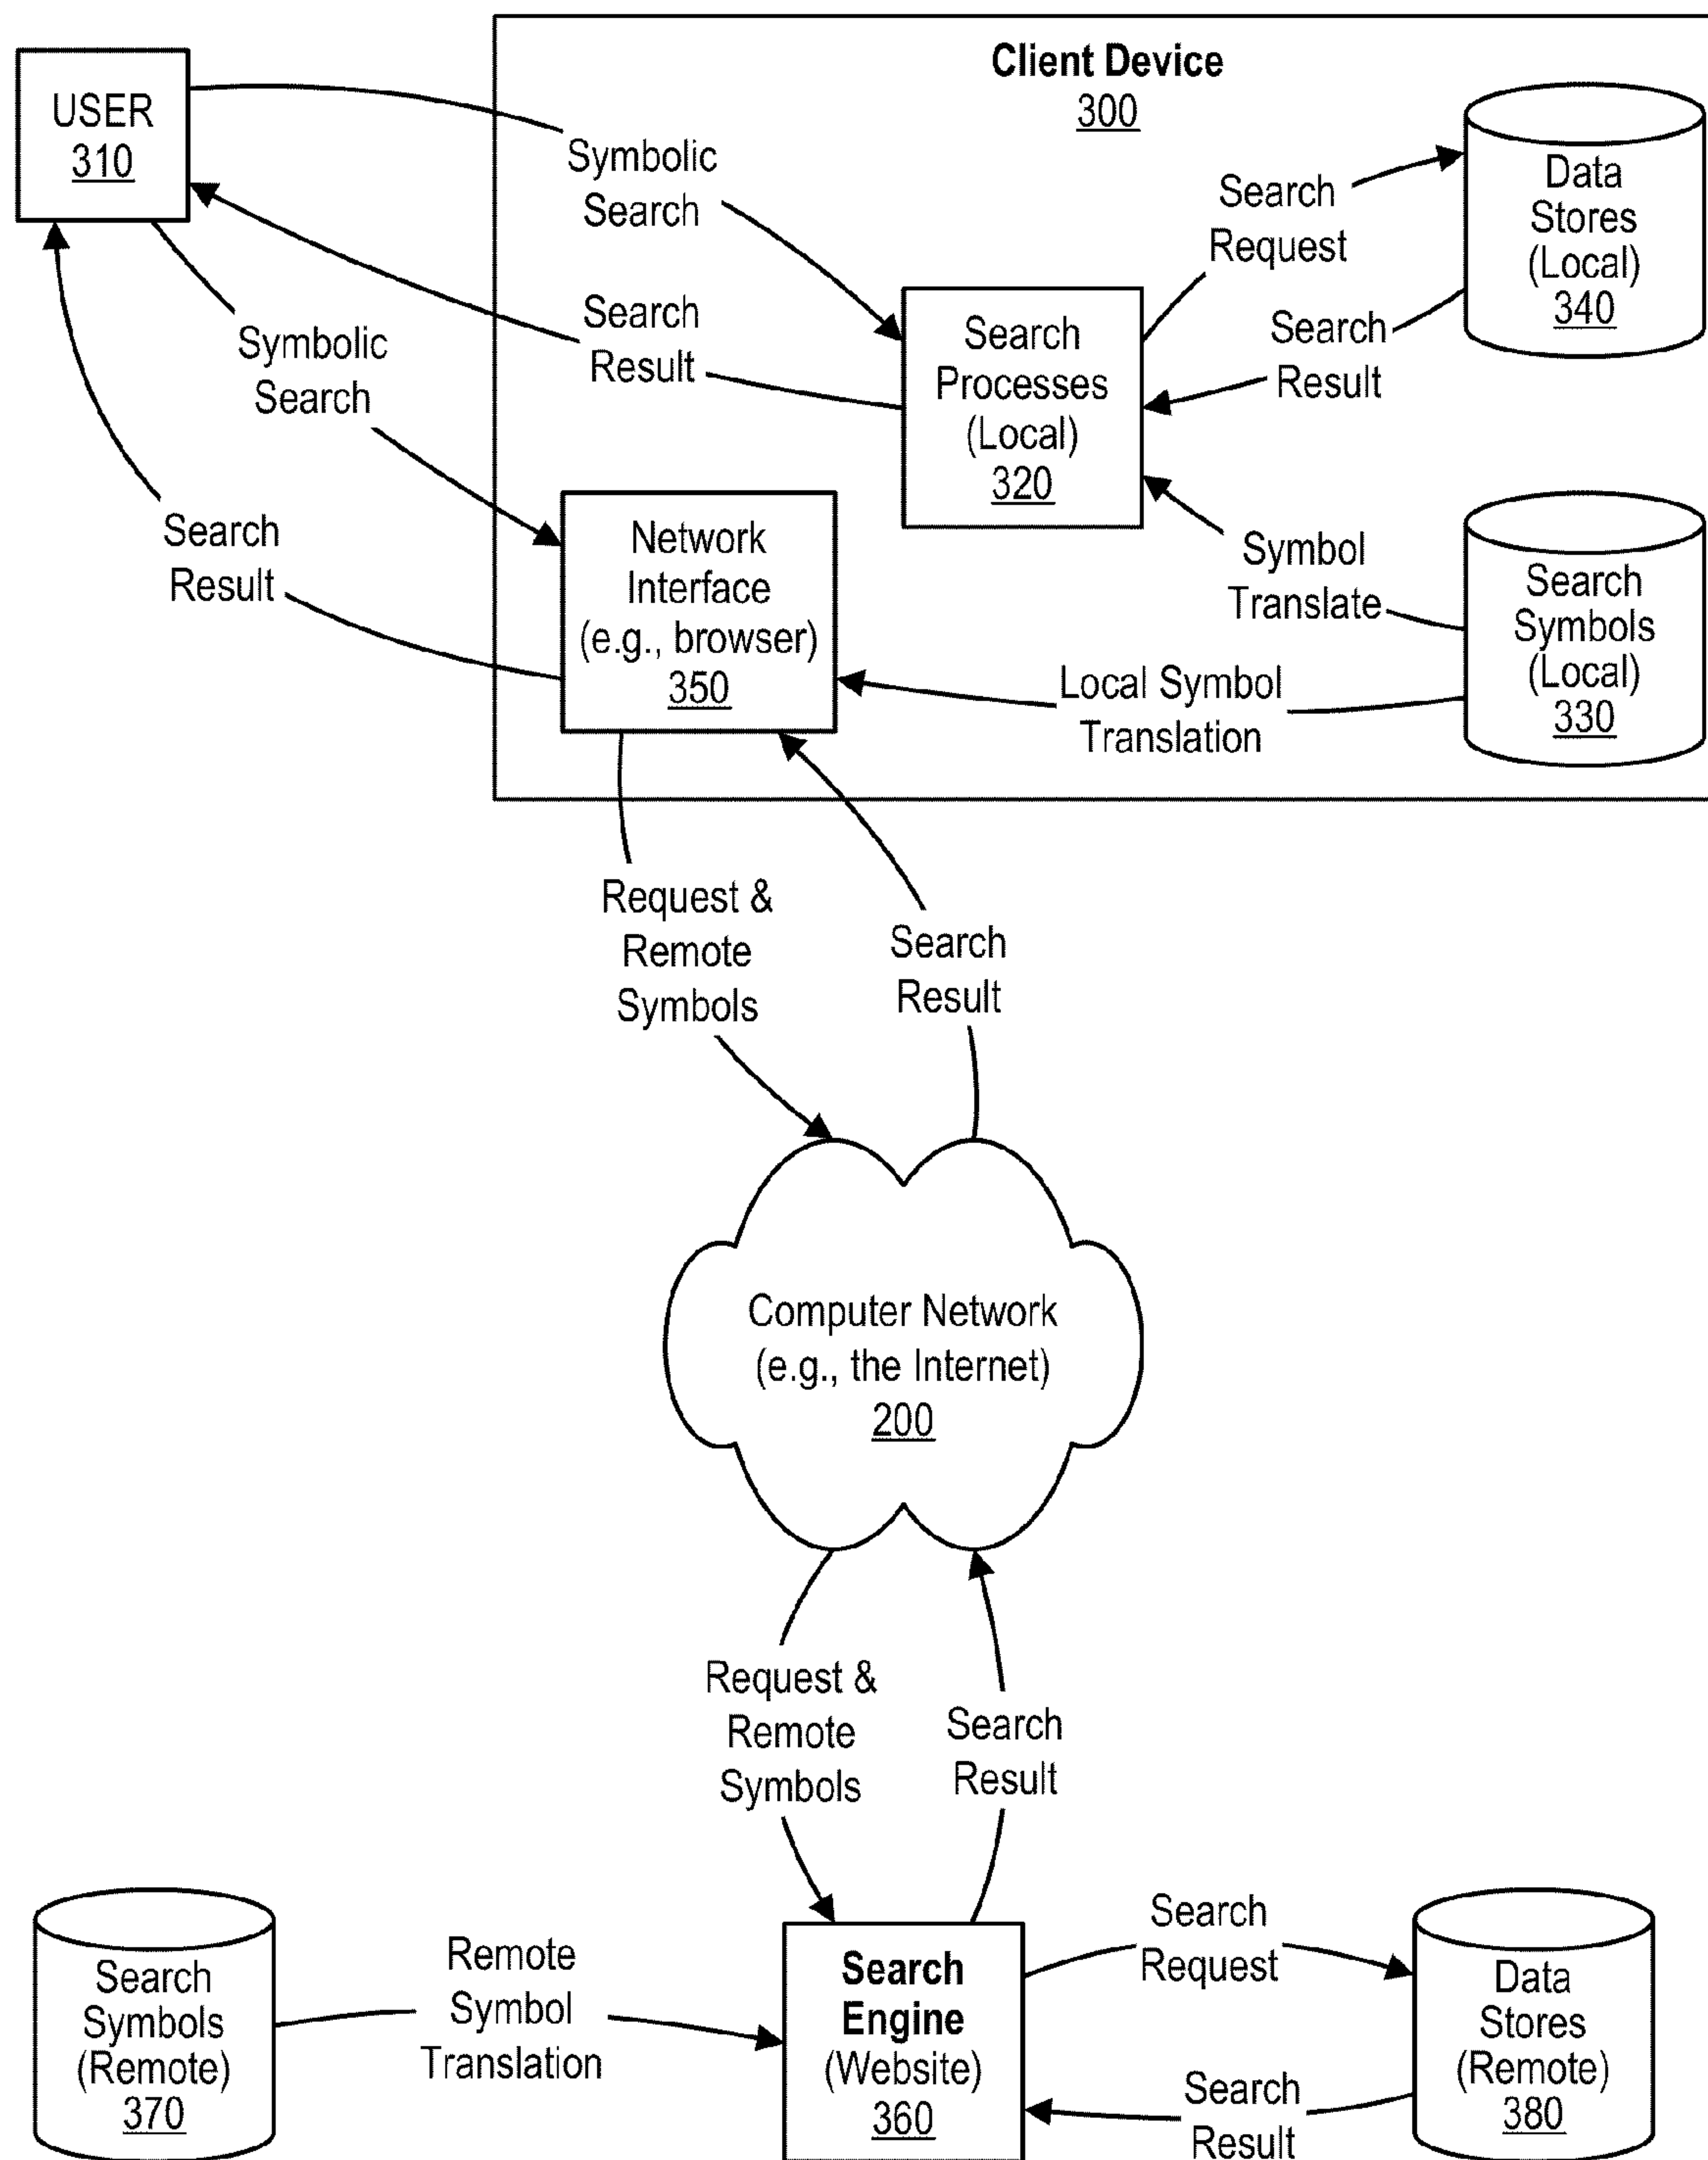 Client Device
300
USER
310
Symbolic
Search
Search
Request
Data
Stores
(Local)
340
Search
Result
Search
Processes
(Local)
320
Search
Result
Symbolic
Search
Search
Result
Network
Interface
(e.g., browser)
350
Symbol
Translate
Search
Symbols
(Local)
330
Local Symbol
Translation
Request &
Remote
Symbols
Search
Result
Computer Network
(e.g., the Internet)
200
Request &
Remote
Symbols
Search
Result
Search
Symbols
(Remote)
370
Remote
Symbol
Translation
Search
Engine
(Website)
360
Search
Request
Search
Result
Data
Stores
(Remote)
380